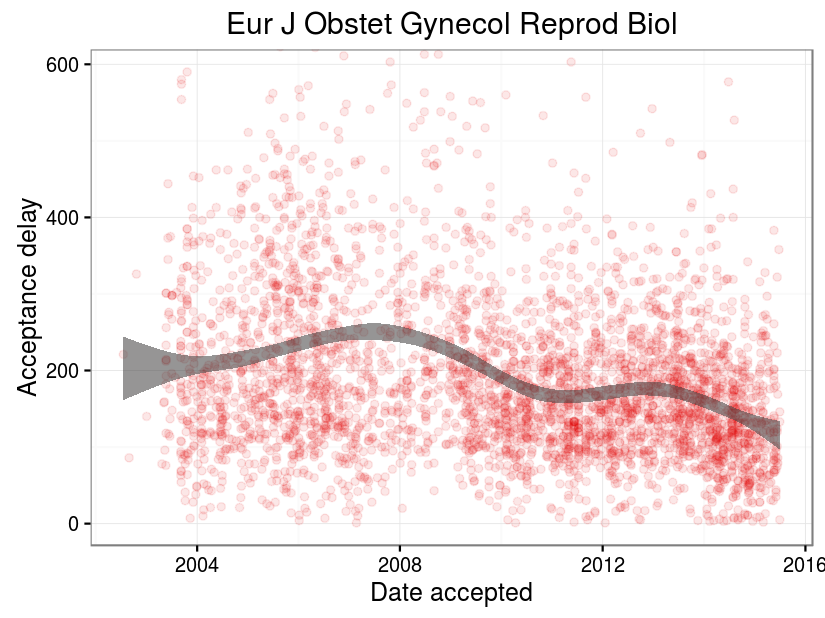 Eur J Obstet Gynecol Reprod Biol
600
400
200
0
Acceptance delay
2004
2008
2012
2016
Date accepted